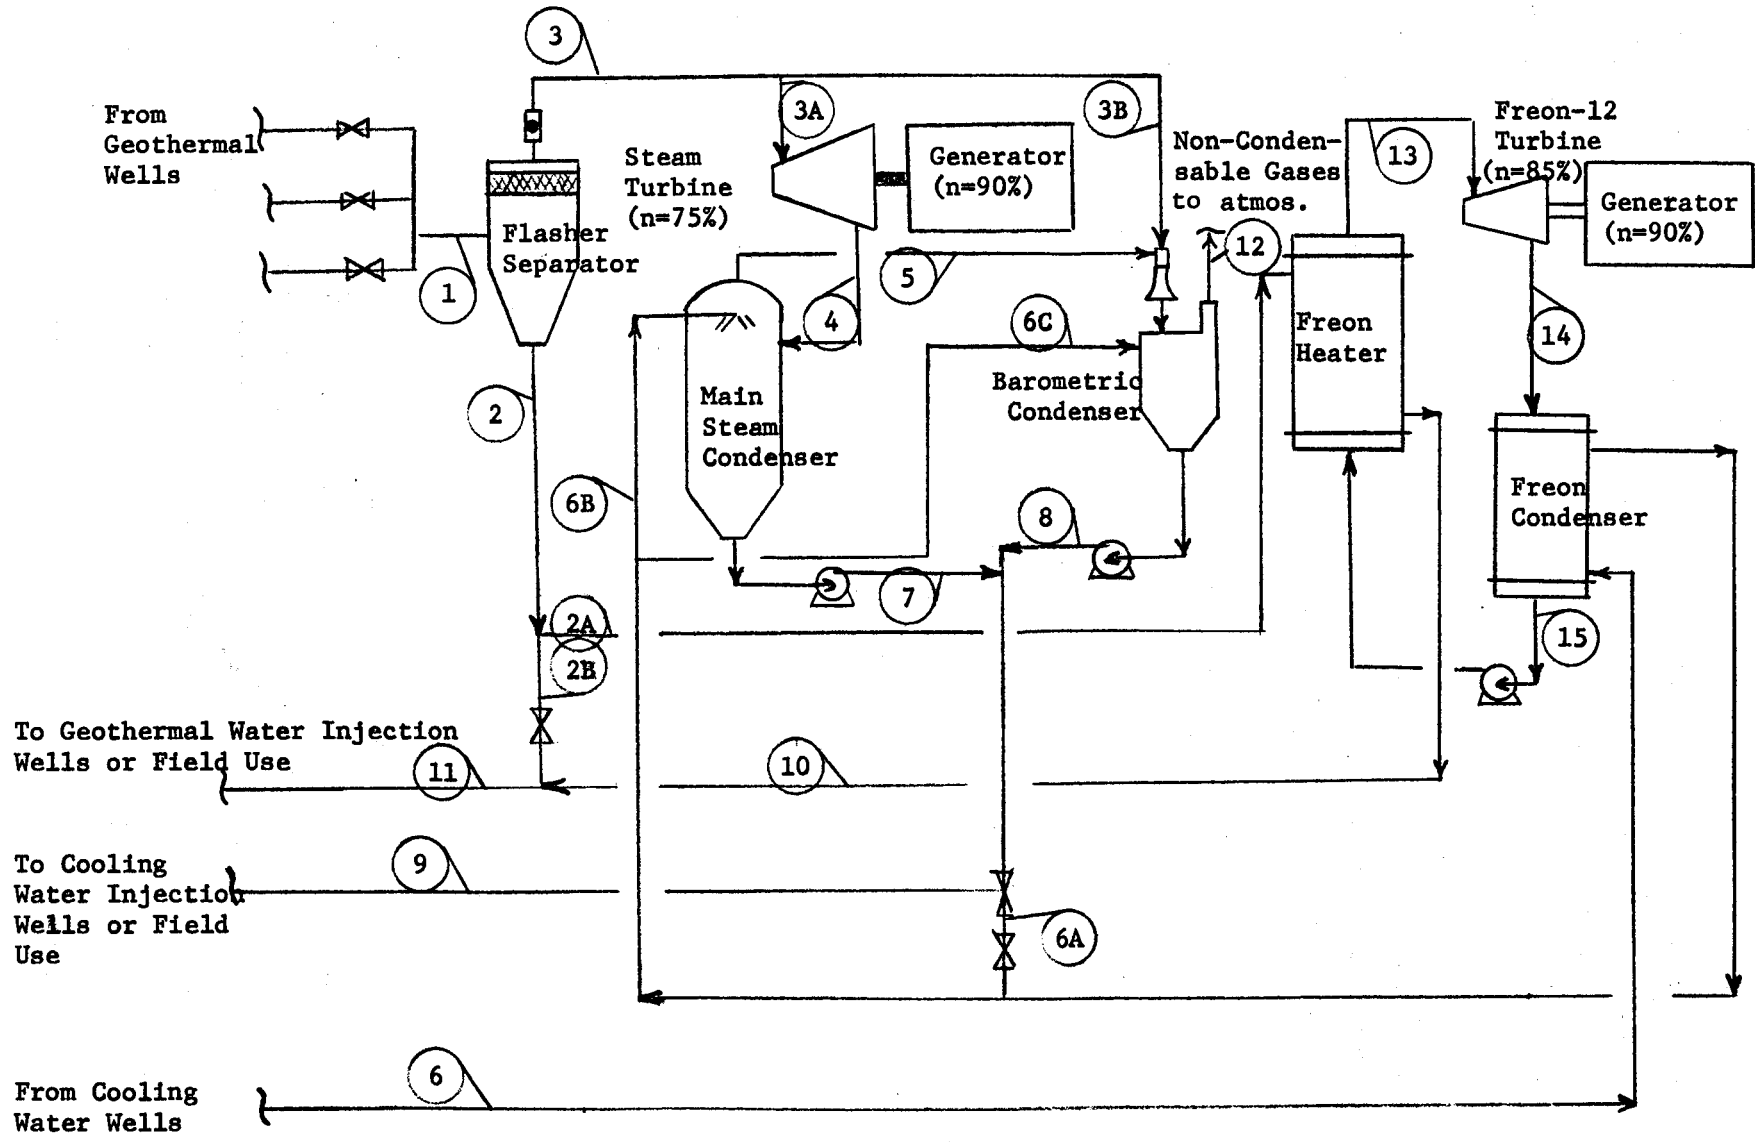 3
From
Geothermal
Wells
3A
3B
Freon-12
Turbine
(n=85%)
Steam
Turbine
(n=75%)
Generator
(n=90%)
Non-Conden-
sable Gases
to atmos.
13
Generator
(n=90%)
Flasher
Separator
1
5
12
4
6C
Freon
Heater
14
2
Main
Steam
Condenser
Barometric
Condenser
6B
8
Freon
Condenser
7
2A
2B
15
To Geothermal Water Injection
Wells or Field Use
11
10
To Cooling
Water Injection
Wells or Field
Use
9
6A
From Cooling
Water Wells
6